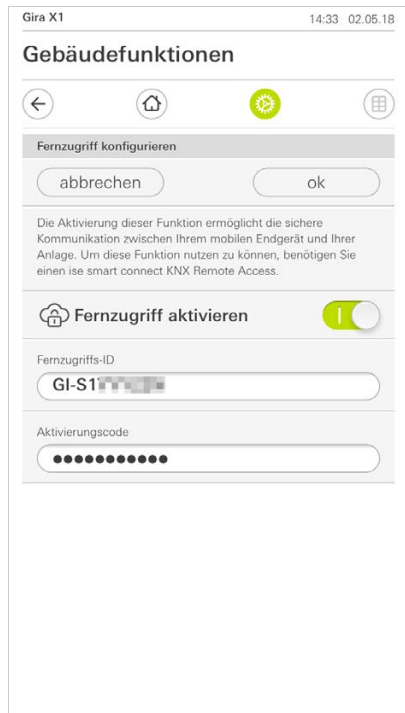 Gira X1 14:33 02.05.18
Gebäudefunktionen
Fernzugriff konfigurieren
abbrechen ok
Die Aktivierung dieser Funktion ermöglicht die sichere
Kommunikation zwischen Ihrem mobilen Endgerät und Ihrer
Anlage. Um diese Funktion nutzen zu können, benötigen Sie
einen ise smart connect KNX Remote Access.
Fernzugriff aktivieren
Fernzugriffs-ID
GI-S1
Aktivierungscode
●●●●●●●●●●●